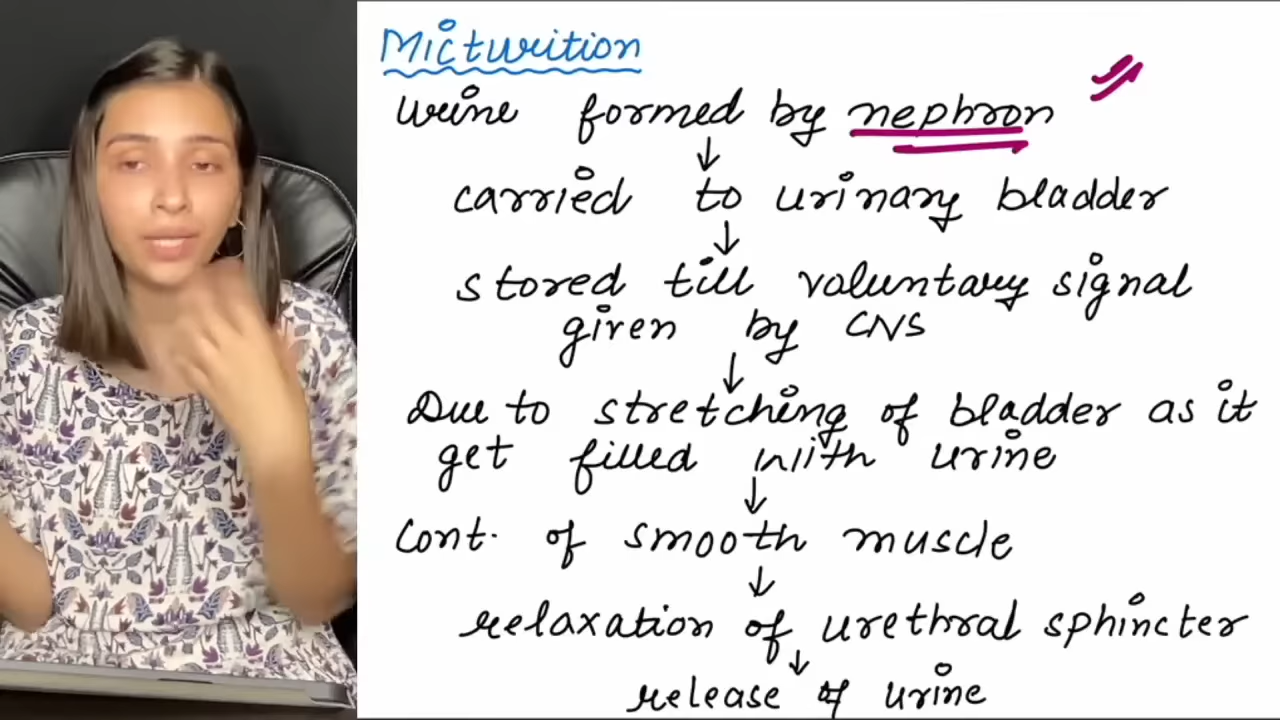 Micturition
Urine formed by nephron
↓
carried to urinary bladder
↓
stored till voluntary signal
given by CNS
↓
Due to stretching of bladder as it
get filled with urine
↓
Cont. of smooth muscle
↓
relaxation of urethral sphincter
↓
release of urine